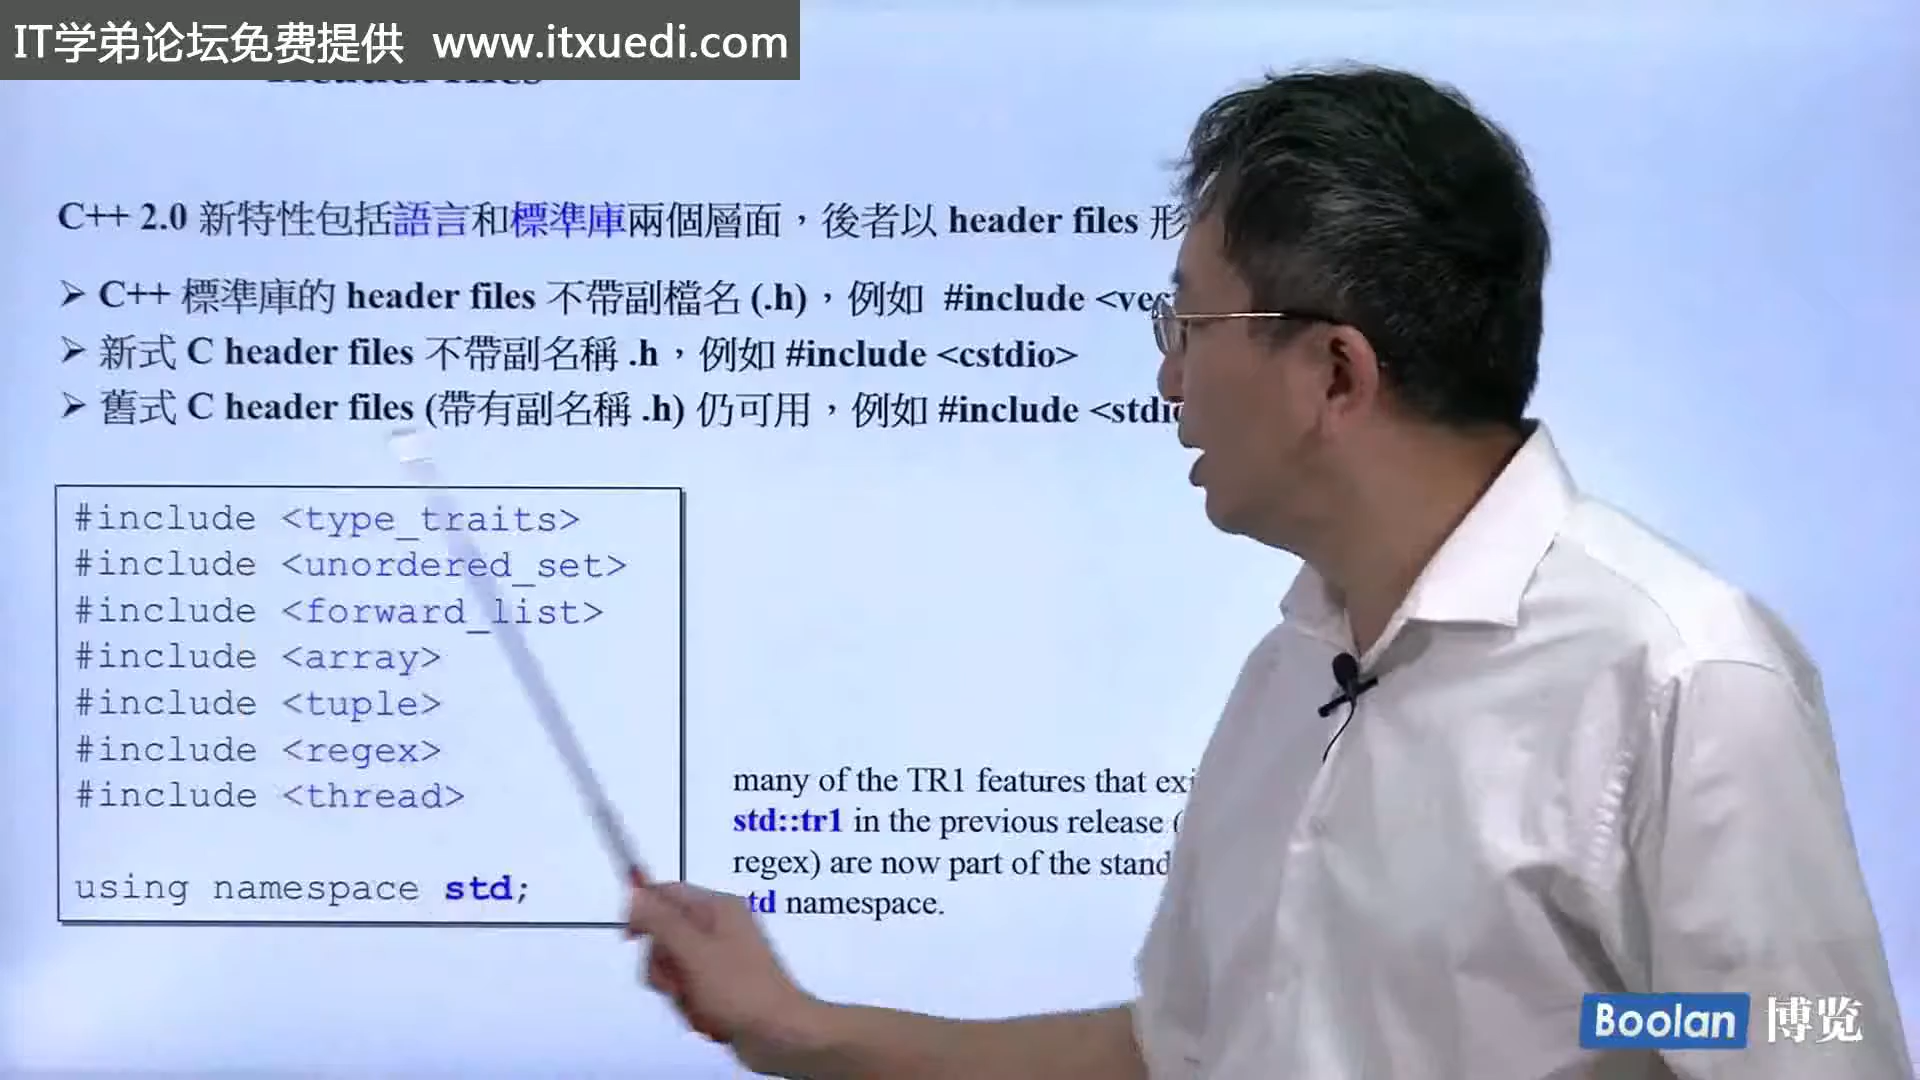 IT学弟论坛免费提供 www.itxuedi.com
Header files
C++ 2.0 新特性包括語言和標準庫兩個層面，後者以 header files 形
➢ C++ 標準庫的 header files 不帶副檔名 (.h)，例如 #include
➢ 新式 C header files 不帶副名稱 .h，例如 #include <cstdio>
➢ 舊式 C header files (帶有副名稱 .h) 仍可用，例如 #include
#include <type_traits>
#include <unordered_set>
#include <forward_list>
#include <array>
#include <tuple>
#include <regex>
#include <thread>
using namespace std;
many of the TR1 features that
std::tr1 in the previous release
regex) are now part of the
std namespace.
Boolan 博览